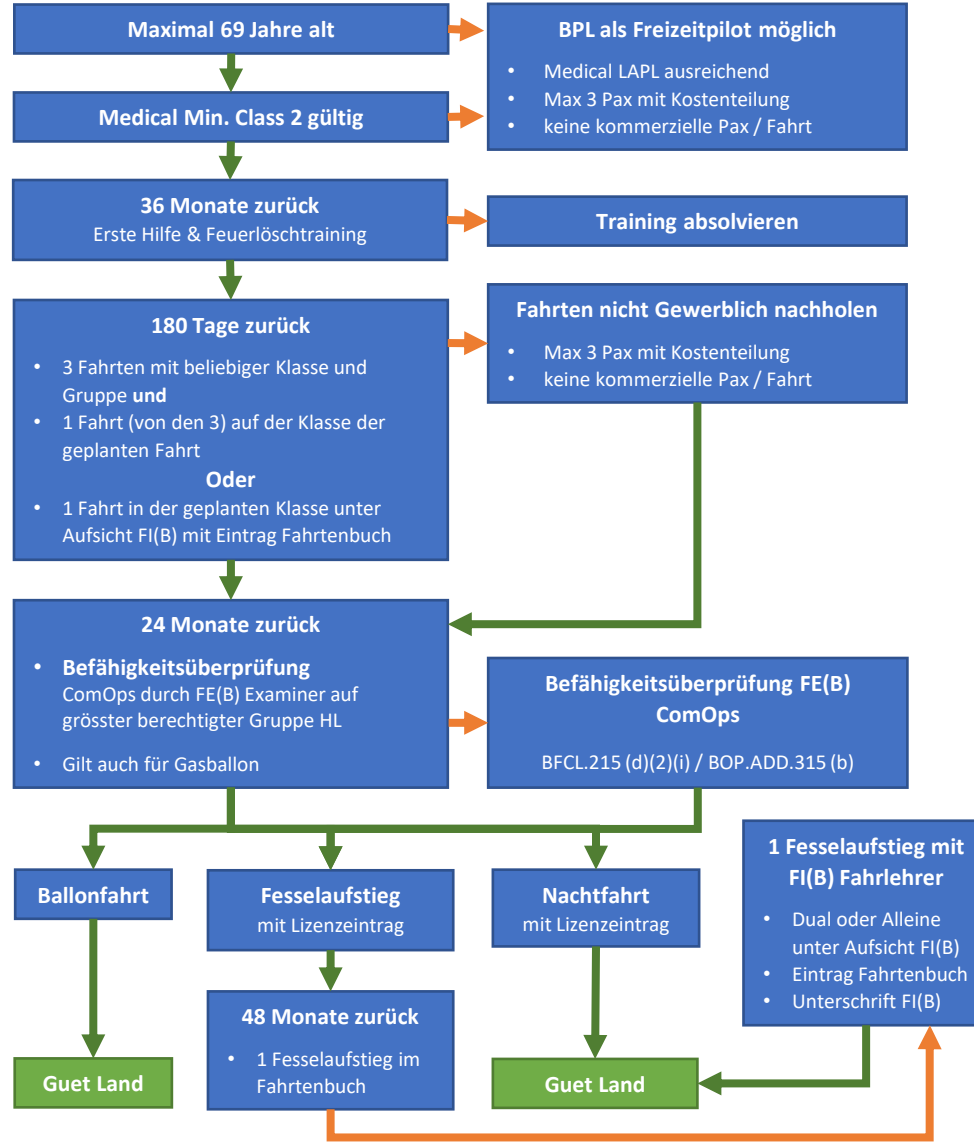 Maximal 69 Jahre alt
BPL als Freizeitpilot möglich
• Medical LAPL ausreichend
• Max 3 Pax mit Kostenteilung
• keine kommerzielle Pax / Fahrt
Medical Min. Class 2 gültig
36 Monate zurück
Erste Hilfe & Feuerlöschtraining
Training absolvieren
180 Tage zurück
• 3 Fahrten mit beliebiger Klasse und
Gruppe und
• 1 Fahrt (von den 3) auf der Klasse der
geplanten Fahrt
Oder
• 1 Fahrt in der geplanten Klasse unter
Aufsicht FI(B) mit Eintrag Fahrtenbuch
Fahrten nicht Gewerblich nachholen
• Max 3 Pax mit Kostenteilung
• keine kommerzielle Pax / Fahrt
24 Monate zurück
• Befähigkeitsüberprüfung
ComOps durch FE(B) Examiner auf
grösster berechtigter Gruppe HL
• Gilt auch für Gasballon
Befähigkeitsüberprüfung FE(B)
ComOps
BFCL.215 (d)(2)(i) / BOP.ADD.315 (b)
Ballonfahrt
Fesselaufstieg
mit Lizenzeintrag
Nachtfahrt
mit Lizenzeintrag
1 Fesselaufstieg mit
FI(B) Fahrlehrer
• Dual oder Alleine
unter Aufsicht FI(B)
• Eintrag Fahrtenbuch
• Unterschrift FI(B)
48 Monate zurück
• 1 Fesselaufstieg im
Fahrtenbuch
Guet Land
Guet Land